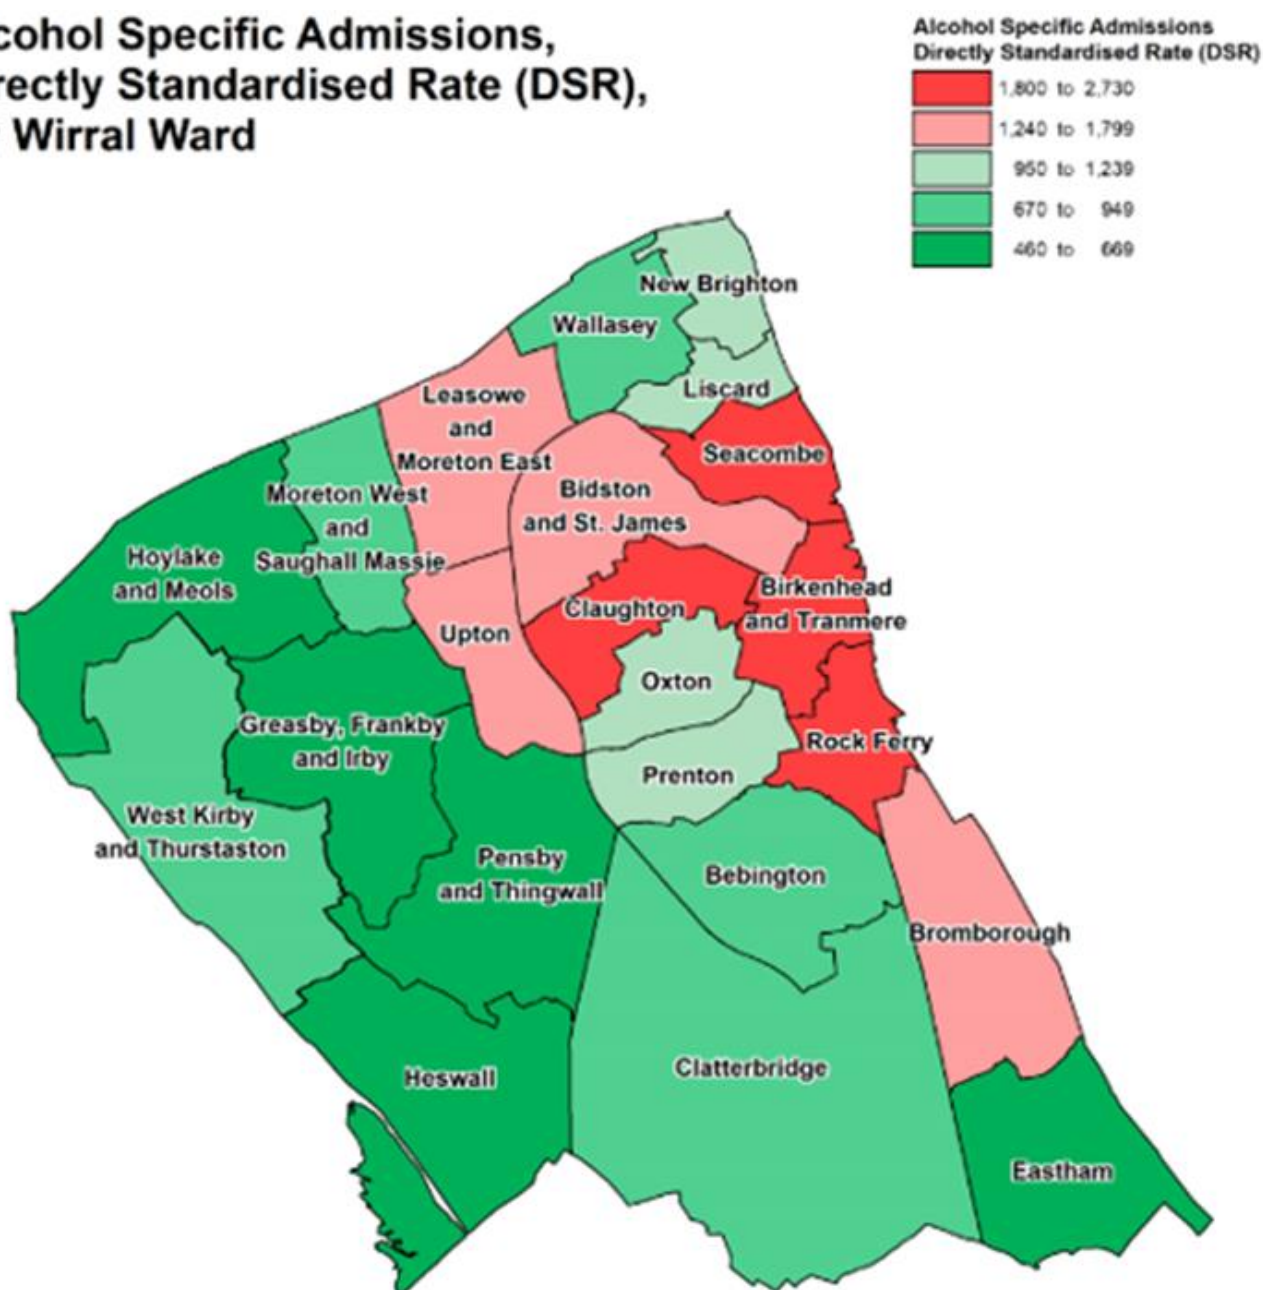 cohol Specific Admissions,
rectly Standardised Rate (DSR),
Wirral Ward
Alcohol Specific Admissions
Directly Standardised Rate (DSR)
1,800 to 2,730
1,240 to 1,799
950 to 1,239
670 to 949
460 to 669
New Brighton
Wallasey
Liscard
Leasowe
and
Moreton East
Seacombe
Bidston
and St. James
Moreton West
and
Saughall Massie
Hoylake
and Meols
Birkenhead
and Tranmere
Claughton
Upton
Oxton
Greasby, Frankby
and Irby
Rock Ferry
Prenton
West Kirby
and Thurstaston
Pensby
and Thingwall
Bebington
Bromborough
Clatterbridge
Heswall
Eastham